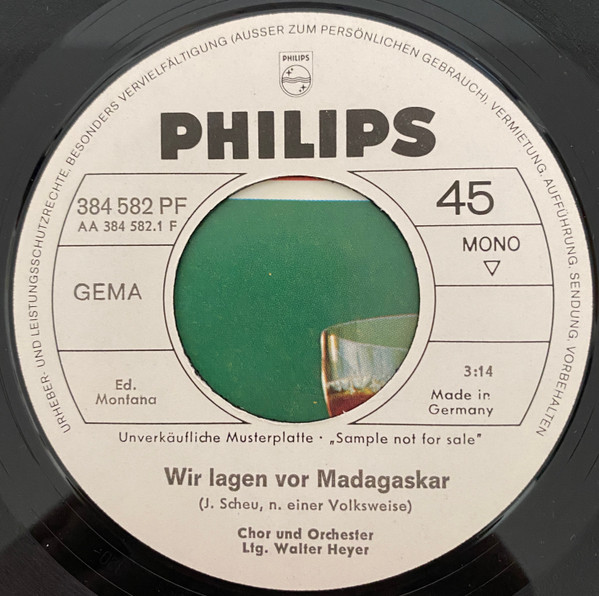 URHEBER- UND LEISTUNGSSCHUTZRECHTE, BESONDERS VERVIELFÄLTIGUNG (AUSSER ZUM PERSÖNLICHEN GEBRAUCH), VERMIETUNG, AUFFÜHRUNG, SENDUNG, VORBEHALTEN
PHILIPS
PHILIPS
384 582 PF
AA 384 582.1 F
45
MONO
GEMA
Ed.
Montana
3:14
Made in
Germany
Unverkäufliche Musterplatte · „Sample not for sale”
Wir lagen vor Madagaskar
(J. Scheu, n. einer Volksweise)
Chor und Orchester
Ltg. Walter Heyer